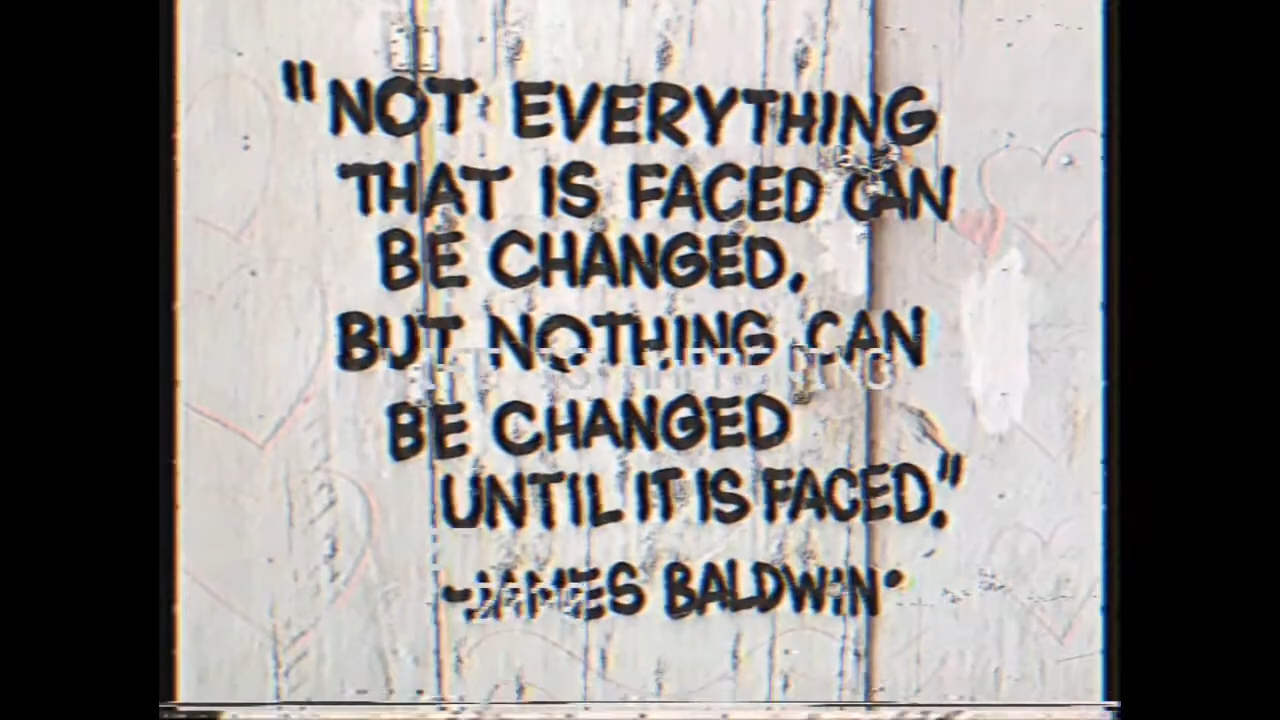 "NOT EVERYTHING
THAT IS FACED CAN
BE CHANGED,
BUT NOTHING CAN
BE CHANGED
UNTIL IT IS FACED."
-JAMES BALDWIN-